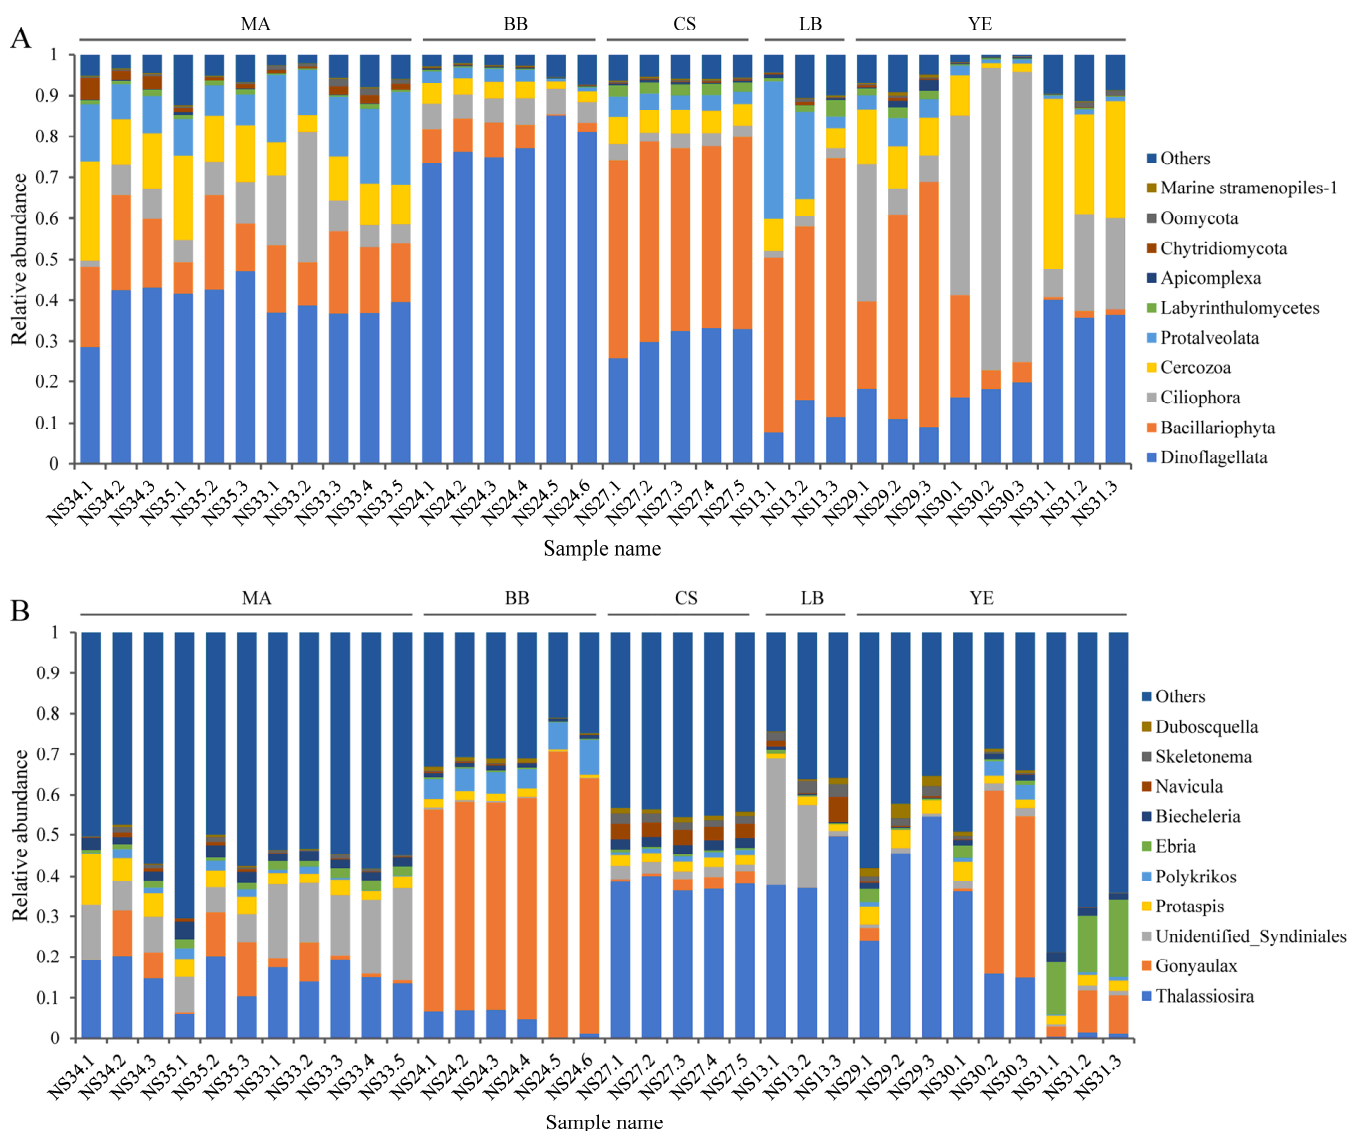 A
MA BB CS LB YE
1
0.9
0.8
0.7
0.6
0.5
0.4
0.3
0.2
0.1
0
Relative abundance
NS34.1 NS34.2 NS34.3 NS35.1 NS35.2 NS35.3 NS33.1 NS33.2 NS33.3 NS33.4 NS33.5 NS24.1 NS24.2 NS24.3 NS24.4 NS24.5 NS24.6 NS27.1 NS27.2 NS27.3 NS27.4 NS27.5 NS13.1 NS13.2 NS13.3 NS29.1 NS29.2 NS29.3 NS30.1 NS30.2 NS30.3 NS31.1 NS31.2 NS31.3
Sample name
Others
Marine stramenopiles-1
Oomycota
Chytridiomycota
Apicomplexa
Labyrinthulomycetes
Protalveolata
Cercozoa
Ciliophora
Bacillariophyta
Dinoflagellata
B
MA BB CS LB YE
1
0.9
0.8
0.7
0.6
0.5
0.4
0.3
0.2
0.1
0
Relative abundance
NS34.1 NS34.2 NS34.3 NS35.1 NS35.2 NS35.3 NS33.1 NS33.2 NS33.3 NS33.4 NS33.5 NS24.1 NS24.2 NS24.3 NS24.4 NS24.5 NS24.6 NS27.1 NS27.2 NS27.3 NS27.4 NS27.5 NS13.1 NS13.2 NS13.3 NS29.1 NS29.2 NS29.3 NS30.1 NS30.2 NS30.3 NS31.1 NS31.2 NS31.3
Sample name
Others
Duboscquella
Skeletonema
Navicula
Biecheleria
Ebria
Polykrikos
Protaspis
Unidentified_Syndiniales
Gonyaulax
Thalassiosira